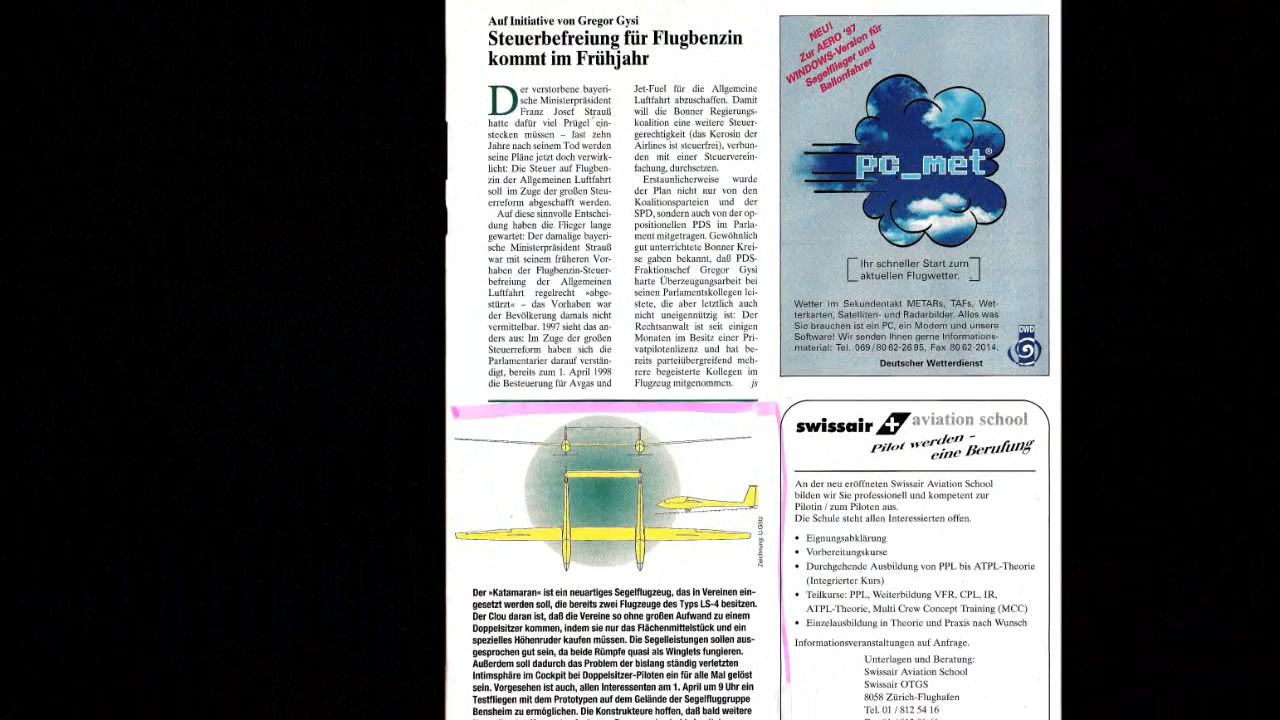 Auf Initiative von Gregor Gysi
Steuerbefreiung für Flugbenzin
kommt im Frühjahr
Der verstorbene bayeri-
sche Ministerpräsident
Franz Josef Strauß
hatte dafür viel Prügel ein-
stecken müssen – fast zehn
Jahre nach seinem Tod werden
seine Pläne jetzt doch verwirk-
licht: Die Steuer auf Flugben-
zin der Allgemeinen Luftfahrt
soll im Zuge der großen Steu-
erreform abgeschafft werden.
Auf diese sinnvolle Entschei-
dung haben die Flieger lange
gewartet: Der damalige bayeri-
sche Ministerpräsident Strauß
war mit seinem früheren Vor-
haben der Flugbenzin-Steuer-
befreiung der Allgemeinen
Luftfahrt regelrecht »abge-
stürzt« – das Vorhaben war
der Bevölkerung damals nicht
vermittelbar. 1997 sieht das an-
ders aus: Im Zuge der großen
Steuerreform haben sich die
Parlamentarier darauf verstän-
digt, bereits zum 1. April 1998
die Besteuerung für Avgas und
Jet-Fuel für die Allgemeine
Luftfahrt abzuschaffen. Damit
will die Bonner Regierungs-
koalition eine weitere Steuer-
gerechtigkeit (das Kerosin der
Airlines ist steuerfrei), verbun-
den mit einer Steuerverein-
fachung, durchsetzen.
Erstaunlicherweise wurde
der Plan nicht nur von den
Koalitionsparteien und der
SPD, sondern auch von der op-
positionellen PDS im Parla-
ment mitgetragen. Gewöhnlich
gut unterrichtete Bonner Krei-
se gaben bekannt, daß PDS-
Fraktionschef Gregor Gysi
harte Überzeugungsarbeit bei
seinen Parlamentskollegen lei-
stete, die aber letztlich auch
nicht uneigennützig ist: Der
Rechtsanwalt ist seit einigen
Monaten im Besitz einer Pri-
vatpilotenlizenz und hat be-
reits parteiübergreifend meh-
rere begeisterte Kollegen im
Flugzeug mitgenommen. js
NEU!
Zur AERO '97
WINDOWS-Version für
Segelflieger und
Ballonfahrer
pc_met®
Ihr schneller Start zum
aktuellen Flugwetter.
Wetter im Sekundentakt METARs, TAFs, Wet-
terkarten, Satelliten- und Radarbilder. Alles was
Sie brauchen ist ein PC, ein Modem und unsere
Software! Wir senden Ihnen gerne Informations-
material: Tel. 069/8062-2695, Fax 8062-2014.
Deutscher Wetterdienst
DWD
Zeichnung: U.Götz
Der »Katamaran« ist ein neuartiges Segelflugzeug, das in Vereinen ein-
gesetzt werden soll, die bereits zwei Flugzeuge des Typs LS-4 besitzen.
Der Clou daran ist, daß die Vereine so ohne großen Aufwand zu einem
Doppelsitzer kommen, indem sie nur das Flächenmittelstück und ein
spezielles Höhenruder kaufen müssen. Die Segelleistungen sollen aus-
gesprochen gut sein, da beide Rümpfe quasi als Winglets fungieren.
Außerdem soll dadurch das Problem der bislang ständig verletzten
Intimsphäre im Cockpit bei Doppelsitzer-Piloten ein für alle Mal gelöst
sein. Vorgesehen ist auch, allen Interessenten am 1. April um 9 Uhr ein
Testfliegen mit dem Prototypen auf dem Gelände der Segelfluggruppe
Bensheim zu ermöglichen. Die Konstrukteure hoffen, daß bald weitere
swissair aviation school
Pilot werden –
eine Berufung
An der neu eröffneten Swissair Aviation School
bilden wir Sie professionell und kompetent zur
Pilotin / zum Piloten aus.
Die Schule steht allen Interessierten offen.
• Eignungsabklärung
• Vorbereitungskurse
• Durchgehende Ausbildung von PPL bis ATPL-Theorie
(Integrierter Kurs)
• Teilkurse: PPL, Weiterbildung VFR, CPL, IR,
ATPL-Theorie, Multi Crew Concept Training (MCC)
• Einzelausbildung in Theorie und Praxis nach Wunsch
Informationsveranstaltungen auf Anfrage.
Unterlagen und Beratung:
Swissair Aviation School
Swissair OTGS
8058 Zürich-Flughafen
Tel. 01 / 812 54 16